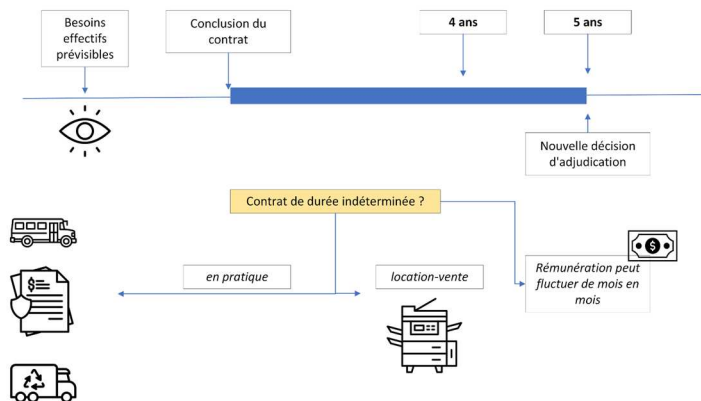 Besoins
effectifs
prévisibles
Conclusion du
contrat
4 ans
5 ans
Nouvelle décision
d'adjudication
Contrat de durée indéterminée ?
en pratique
location-vente
Rémunération peut
fluctuer de mois en
mois